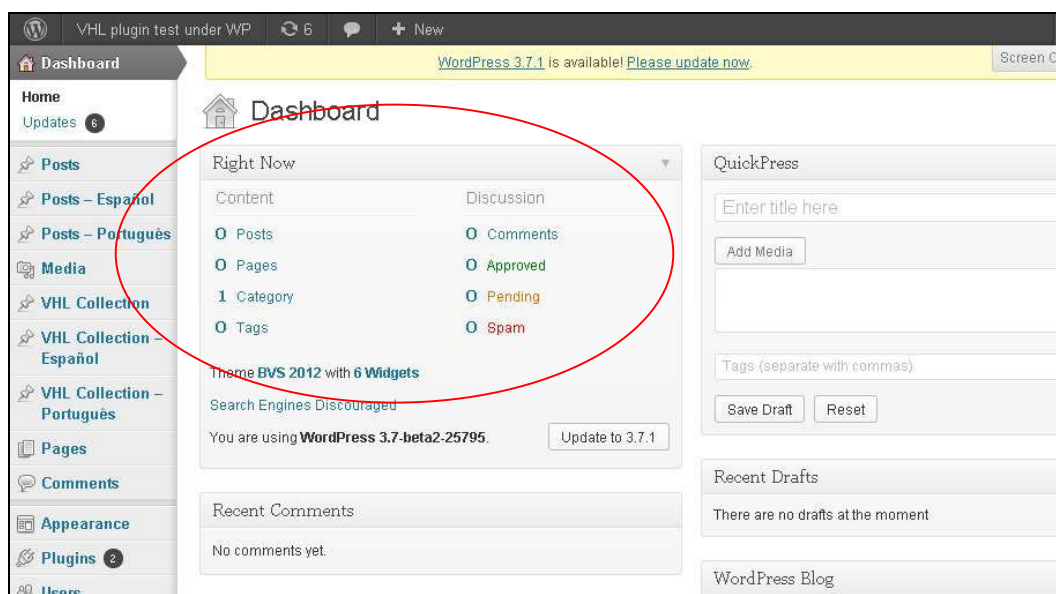 VHL plugin test under WP 6 + New
Dashboard
WordPress 3.7.1 is available! Please update now.
Screen
Home
Updates 6
Dashboard
Posts
Posts – Español
Posts – Português
Media
VHL Collection
VHL Collection –
Español
VHL Collection –
Português
Pages
Comments
Appearance
Plugins 2
Users
Right Now
Content
Discussion
0 Posts
0 Comments
0 Pages
0 Approved
1 Category
0 Pending
0 Tags
0 Spam
Theme BVS 2012 with 6 Widgets
Search Engines Discouraged
You are using WordPress 3.7-beta2-25795.
Update to 3.7.1
Recent Comments
No comments yet.
QuickPress
Enter title here
Add Media
Tags (separate with commas)
Save Draft
Reset
Recent Drafts
There are no drafts at the moment
WordPress Blog